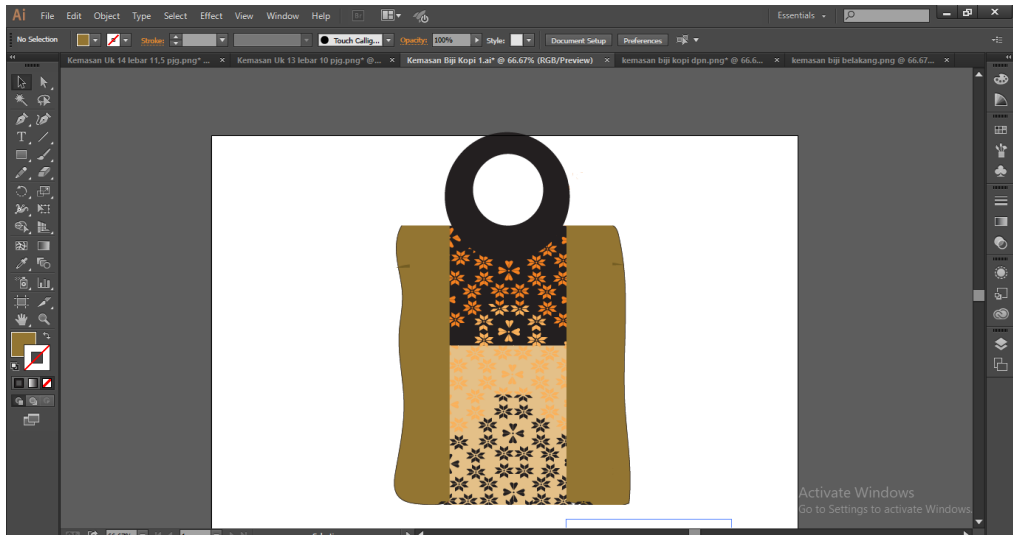 Ai File Edit Object Type Select Effect View Window Help Br Essentials
No Selection Stroke: Touch Callig... Opacity: 100% Style: Document Setup Preferences
Kemasan Uk 14 lebar 11,5 pjg.png* ... × Kemasan Uk 13 lebar 10 pjg.png* @... × Kemasan Biji Kopi 1.ai* @ 66.67% (RGB/Preview) × kemasan biji kopi dpn.png* @ 66.6... × kemasan biji belakang.png @ 66.67... ×
Activate Windows
Go to Settings to activate Windows.